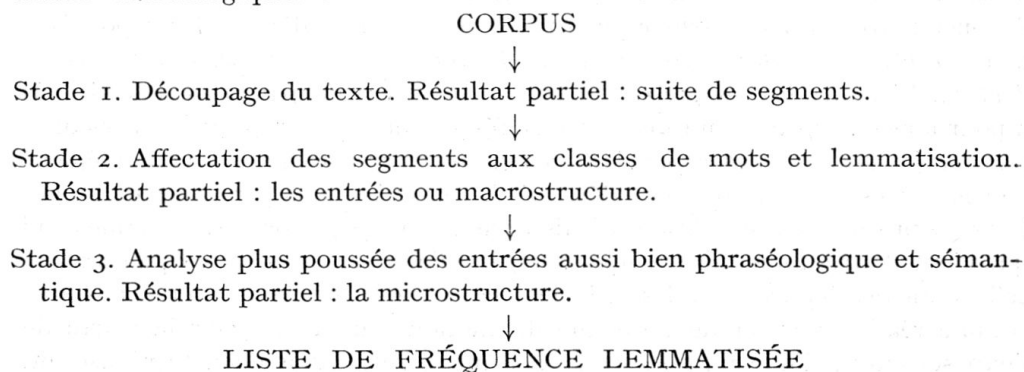 CORPUS
↓
Stade 1. Découpage du texte. Résultat partiel : suite de segments.
↓
Stade 2. Affectation des segments aux classes de mots et lemmatisation.
Résultat partiel : les entrées ou macrostructure.
↓
Stade 3. Analyse plus poussée des entrées aussi bien phraséologique et séman-
tique. Résultat partiel : la microstructure.
↓
LISTE DE FRÉQUENCE LEMMATISÉE